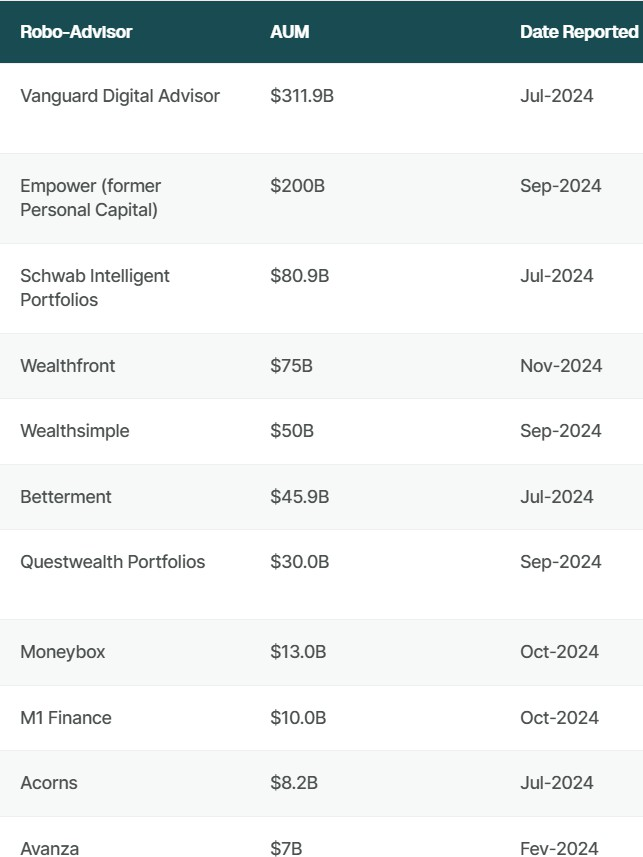 Robo-Advisor AUM Date Reported
Vanguard Digital Advisor $311.9B Jul-2024
Empower (former $200B Sep-2024
Personal Capital)
Schwab Intelligent $80.9B Jul-2024
Portfolios
Wealthfront $75B Nov-2024
Wealthsimple $50B Sep-2024
Betterment $45.9B Jul-2024
Questwealth Portfolios $30.0B Sep-2024
Moneybox $13.0B Oct-2024
M1 Finance $10.0B Oct-2024
Acorns $8.2B Jul-2024
Avanza $7B Fev-2024